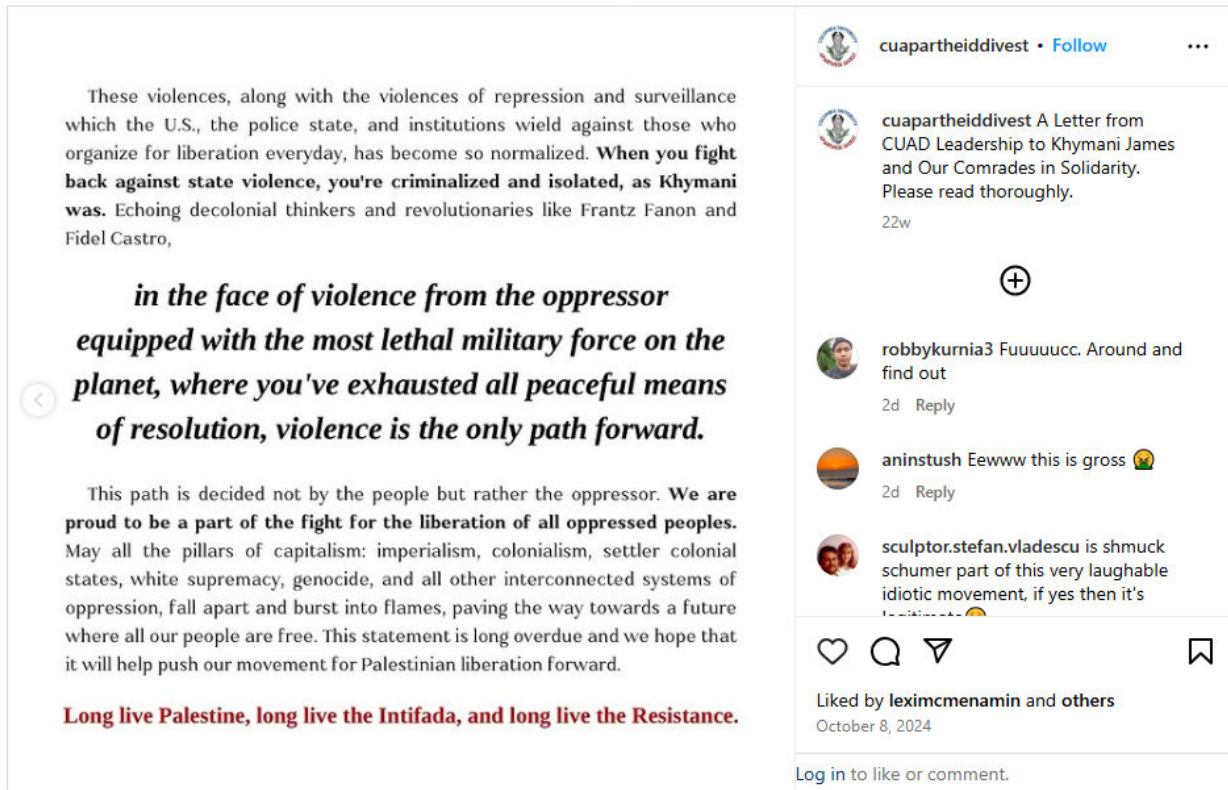 These violences, along with the violences of repression and surveillance
which the U.S., the police state, and institutions wield against those who
organize for liberation everyday, has become so normalized. When you fight
back against state violence, you're criminalized and isolated, as Khymani
was. Echoing decolonial thinkers and revolutionaries like Frantz Fanon and
Fidel Castro,
in the face of violence from the oppressor
equipped with the most lethal military force on the
planet, where you've exhausted all peaceful means
of resolution, violence is the only path forward.
This path is decided not by the people but rather the oppressor. We are
proud to be a part of the fight for the liberation of all oppressed peoples.
May all the pillars of capitalism: imperialism, colonialism, settler colonial
states, white supremacy, genocide, and all other interconnected systems of
oppression, fall apart and burst into flames, paving the way towards a future
where all our people are free. This statement is long overdue and we hope that
it will help push our movement for Palestinian liberation forward.
Long live Palestine, long live the Intifada, and long live the Resistance.
cuapartheiddivest • Follow
cuapartheiddivest A Letter from
CUAD Leadership to Khymani James
and Our Comrades in Solidarity.
Please read thoroughly.
22w
robbykurnia3 Fuuuuucc. Around and
find out
2d Reply
aninstush Eewww this is gross 🤮
2d Reply
sculptor.stefan.vladescu is shmuck
schumer part of this very laughable
idiotic movement, if yes then it's
Liked by leximcmenamin and others
October 8, 2024
Log in to like or comment.